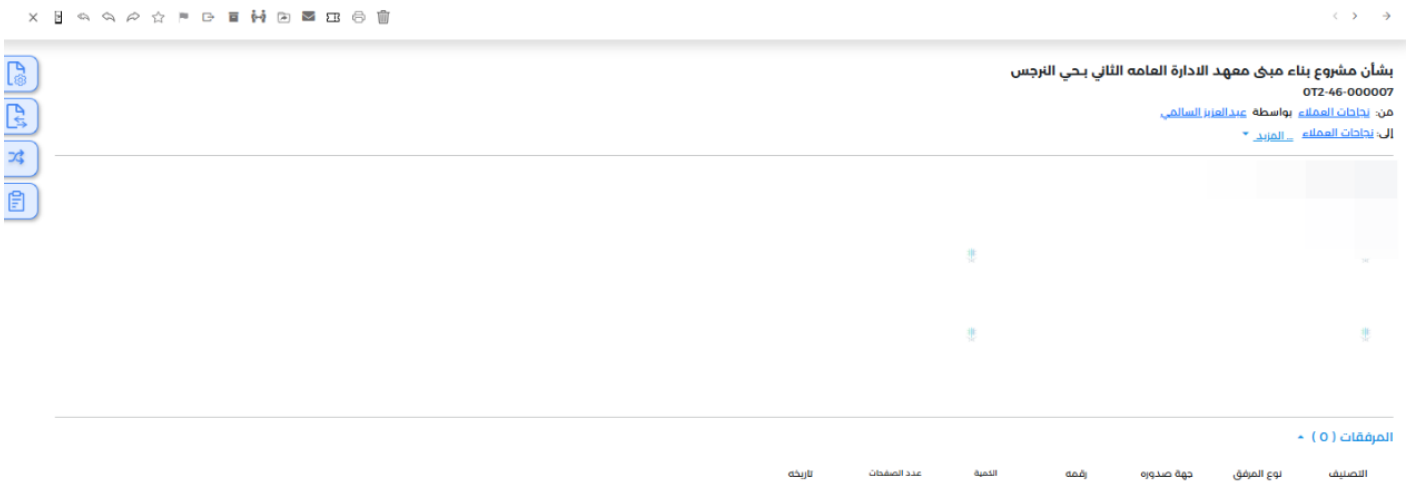 بشأن مشروع بناء مبنى معهد الادارة العامه الثاني بحي النرجس
OT2-46-000007
من: نجاحات العملاء بواسطة عبدالعزيز السالمي
إلى: نجاحات العملاء ... المزيد
المرفقات ( 0 )
التصنيف نوع المرفق جهة صدوره رقمه الكمية عدد الصفحات تاريخه